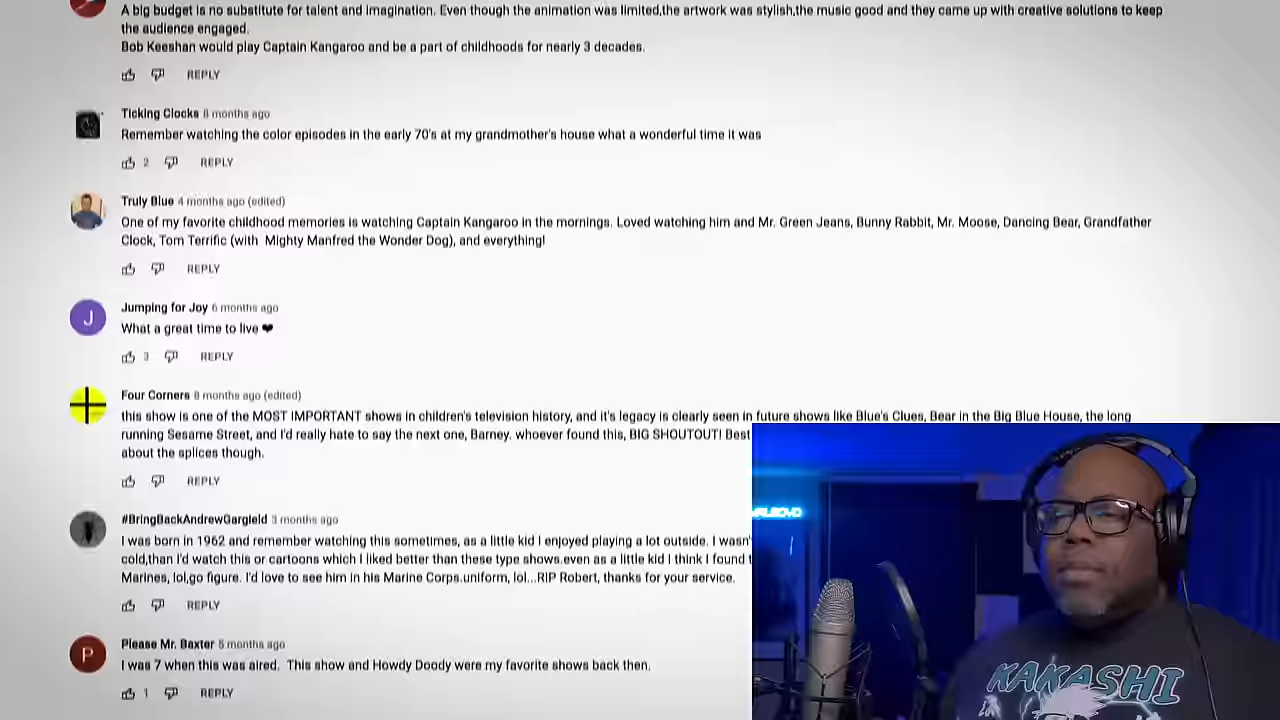 A big budget is no substitute for talent and imagination. Even though the animation was limited,the artwork was stylish,the music good and they came up with creative solutions to keep
the audience engaged.
Bob Keeshan would play Captain Kangaroo and be a part of childhoods for nearly 3 decades.
REPLY
Ticking Clocks 8 months ago
Remember watching the color episodes in the early 70's at my grandmother's house what a wonderful time it was
2 REPLY
Truly Blue 4 months ago (edited)
One of my favorite childhood memories is watching Captain Kangaroo in the mornings. Loved watching him and Mr. Green Jeans, Bunny Rabbit, Mr. Moose, Dancing Bear, Grandfather
Clock, Tom Terrific (with Mighty Manfred the Wonder Dog), and everything!
REPLY
J
Jumping for Joy 6 months ago
What a great time to live ❤
3 REPLY
Four Corners 8 months ago (edited)
this show is one of the MOST IMPORTANT shows in children's television history, and it's legacy is clearly seen in future shows like Blue's Clues, Bear in the Big Blue House, the long
running Sesame Street, and I'd really hate to say the next one, Barney. whoever found this, BIG SHOUTOUT! Best
about the splices though.
REPLY
#BringBackAndrewGargield 3 months ago
I was born in 1962 and remember watching this sometimes, as a little kid I enjoyed playing a lot outside. I wasn'
cold,than I'd watch this or cartoons which I liked better than these type shows.even as a little kid I think I found t
Marines, lol,go figure. I'd love to see him in his Marine Corps.uniform, lol...RIP Robert, thanks for your service.
REPLY
P
Please Mr. Baxter 5 months ago
I was 7 when this was aired. This show and Howdy Doody were my favorite shows back then.
1 REPLY
KAKASHI